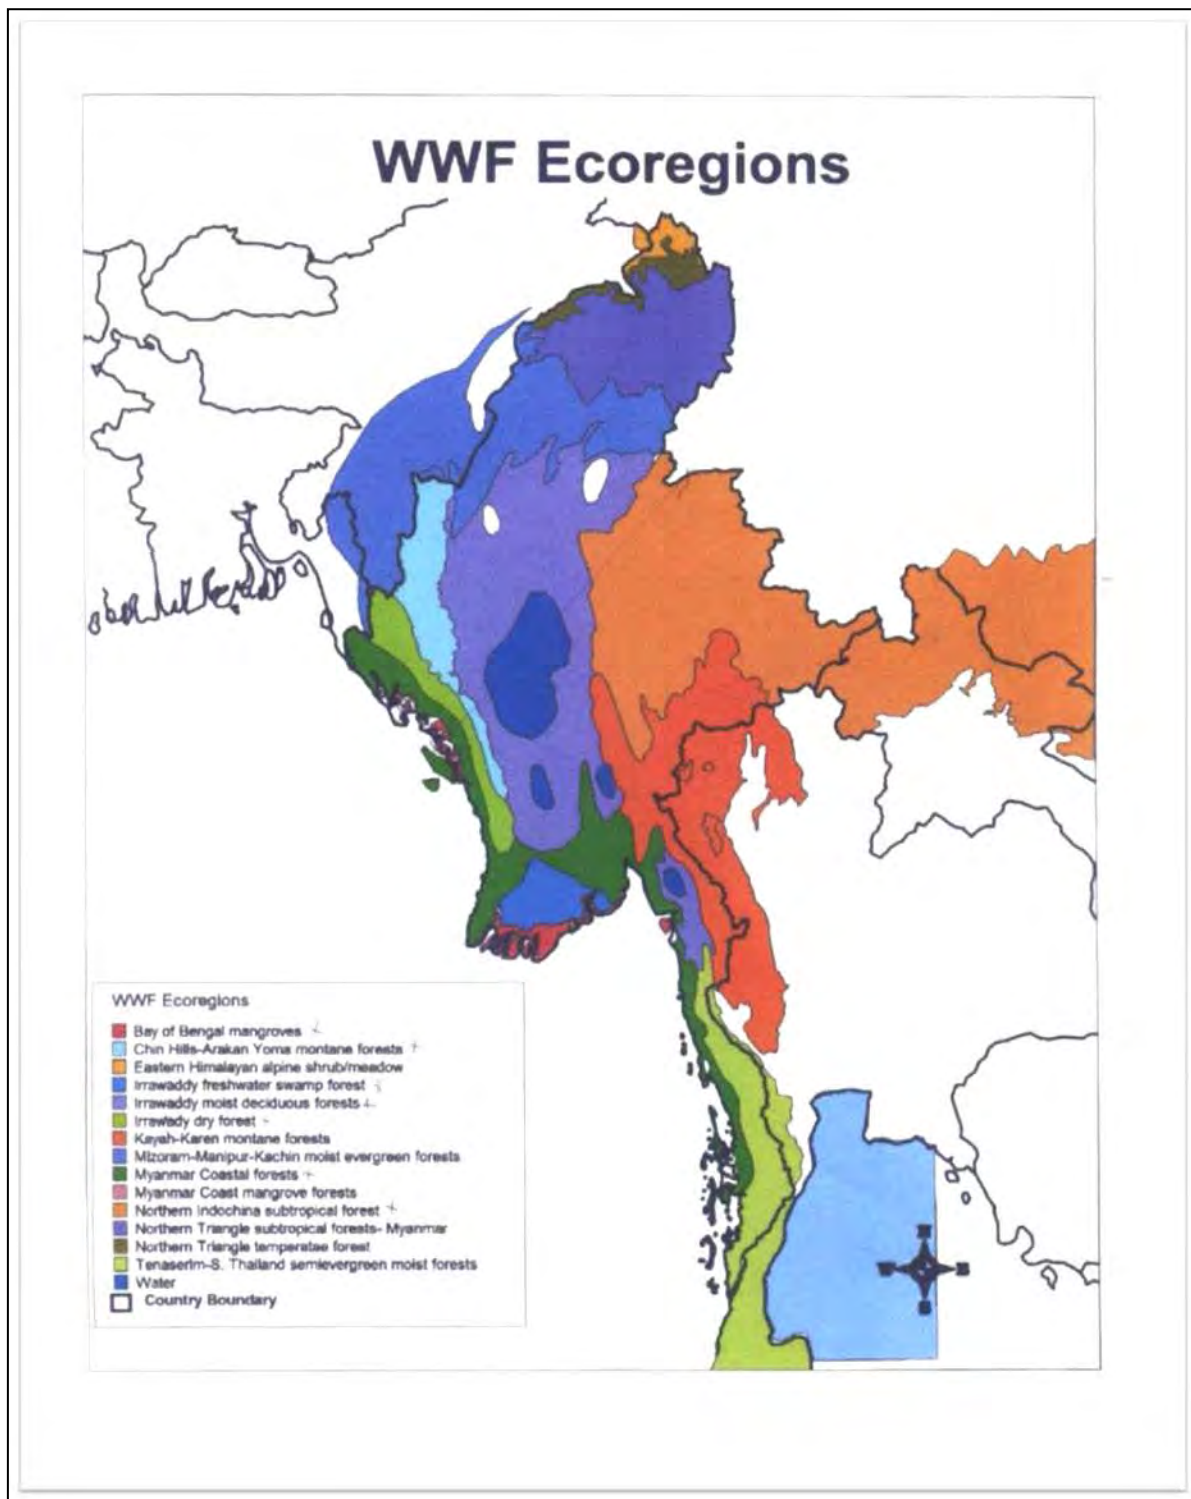 WWF Ecoregions
WWF Ecoregions
Bay of Bengal mangroves
Chin Hills-Arakan Yoma montane forests
Eastern Himalayan alpine shrub/meadow
Irrawaddy freshwater swamp forest
Irrawaddy moist deciduous forests
Irrawady dry forest
Kayah-Karen montane forests
Mizoram-Manipur-Kachin moist evergreen forests
Myanmar Coastal forests
Myanmar Coast mangrove forests
Northern Indochina subtropical forest
Northern Triangle subtropical forests- Myanmar
Northern Triangle temperatae forest
Tenaserim-S. Thailand semievergreen moist forests
Water
Country Boundary